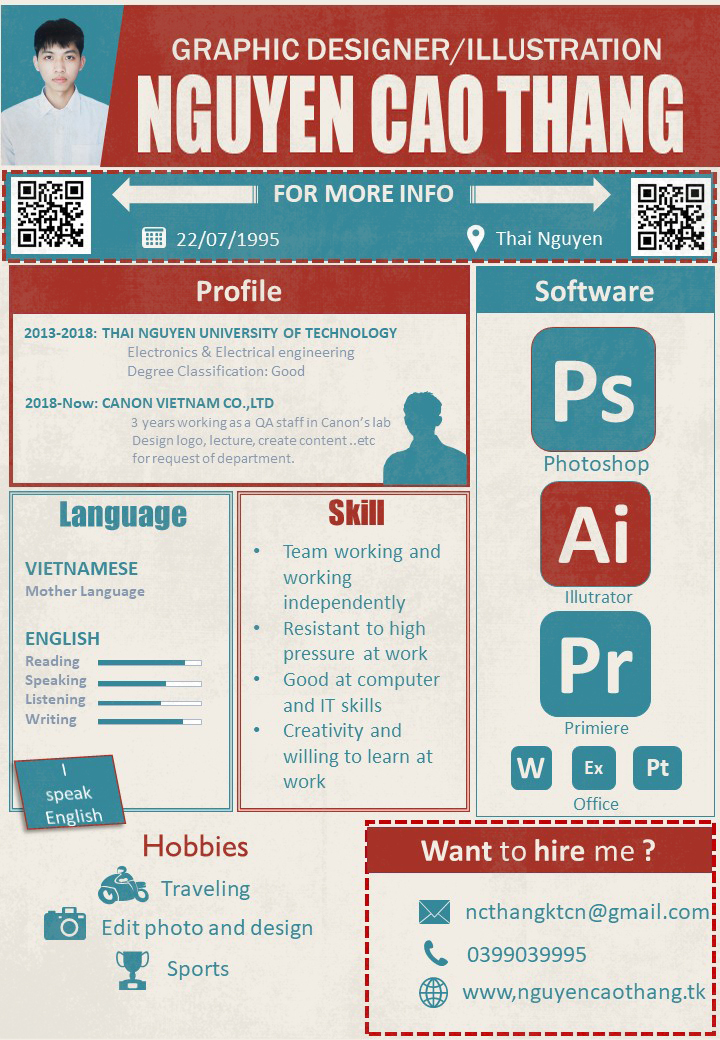 GRAPHIC DESIGNER/ILLUSTRATION
NGUYEN CAO THANG
FOR MORE INFO
22/07/1995
Thai Nguyen
Profile
2013-2018: THAI NGUYEN UNIVERSITY OF TECHNOLOGY
Electronics & Electrical engineering
Degree Classification: Good
2018-Now: CANON VIETNAM CO.,LTD
3 years working as a QA staff in Canon's lab
Design logo, lecture, create content ..etc
for request of department.
Software
Ps
Photoshop
Ai
Illutrator
Pr
Primiere
W Ex Pt
Office
Language
VIETNAMESE
Mother Language
ENGLISH
Reading
Speaking
Listening
Writing
I
speak
English
Skill
• Team working and
working
independently
• Resistant to high
pressure at work
• Good at computer
and IT skills
• Creativity and
willing to learn at
work
Hobbies
Traveling
Edit photo and design
Sports
Want to hire me ?
ncthangktcn@gmail.com
0399039995
www,nguyencaothang.tk